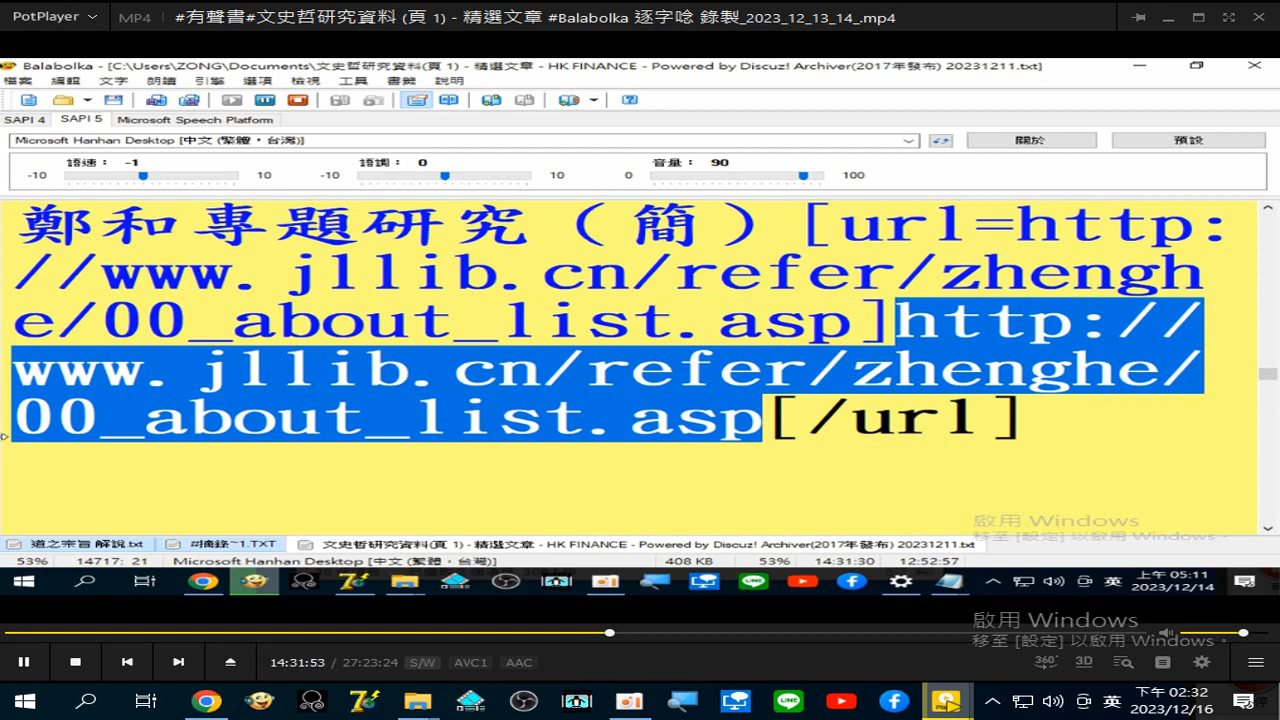 PotPlayer MP4 #有聲書#文史哲研究資料 (頁 1) - 精選文章 #Balabolka 逐字唸 錄製_2023_12_13_14_.mp4
Balabolka - [C:\Users\ZONG\Documents\文史哲研究資料(頁 1) - 精選文章 - HK FINANCE - Powered by Discuz! Archiver(2017年發布) 20231211.txt]
檔案 編輯 文字 朗讀 引擎 選項 檢視 工具 書籤 說明
SAPI 4 SAPI 5 Microsoft Speech Platform
Microsoft Hanhan Desktop [中文 (繁體，台灣)] 關於 預設
語速： -1 語調： 0 音量： 90
-10 10 -10 10 0 100
鄭和專題研究（簡）[url=http:
//www.jllib.cn/refer/zhengh
e/00_about_list.asp]http://
www.jllib.cn/refer/zhenghe/
00_about_list.asp[/url]
啟用 Windows
移至 [設定] 以啟用 Windows。
道之宗旨 解說.txt #摘錄~1.TXT 文史哲研究資料(頁 1) - 精選文章 - HK FINANCE - Powered by Discuz! Archiver(2017年發布) 20231211.txt
53% 14717: 21 Microsoft Hanhan Desktop [中文 (繁體，台灣)] 408 KB 53% 14:31:30 12:52:57
英 上午 05:11
2023/12/14
啟用 Windows
移至 [設定] 以啟用 Windows。
14:31:53 / 27:23:24 S/W AVC1 AAC 360° 3D
英 下午 02:32
2023/12/16